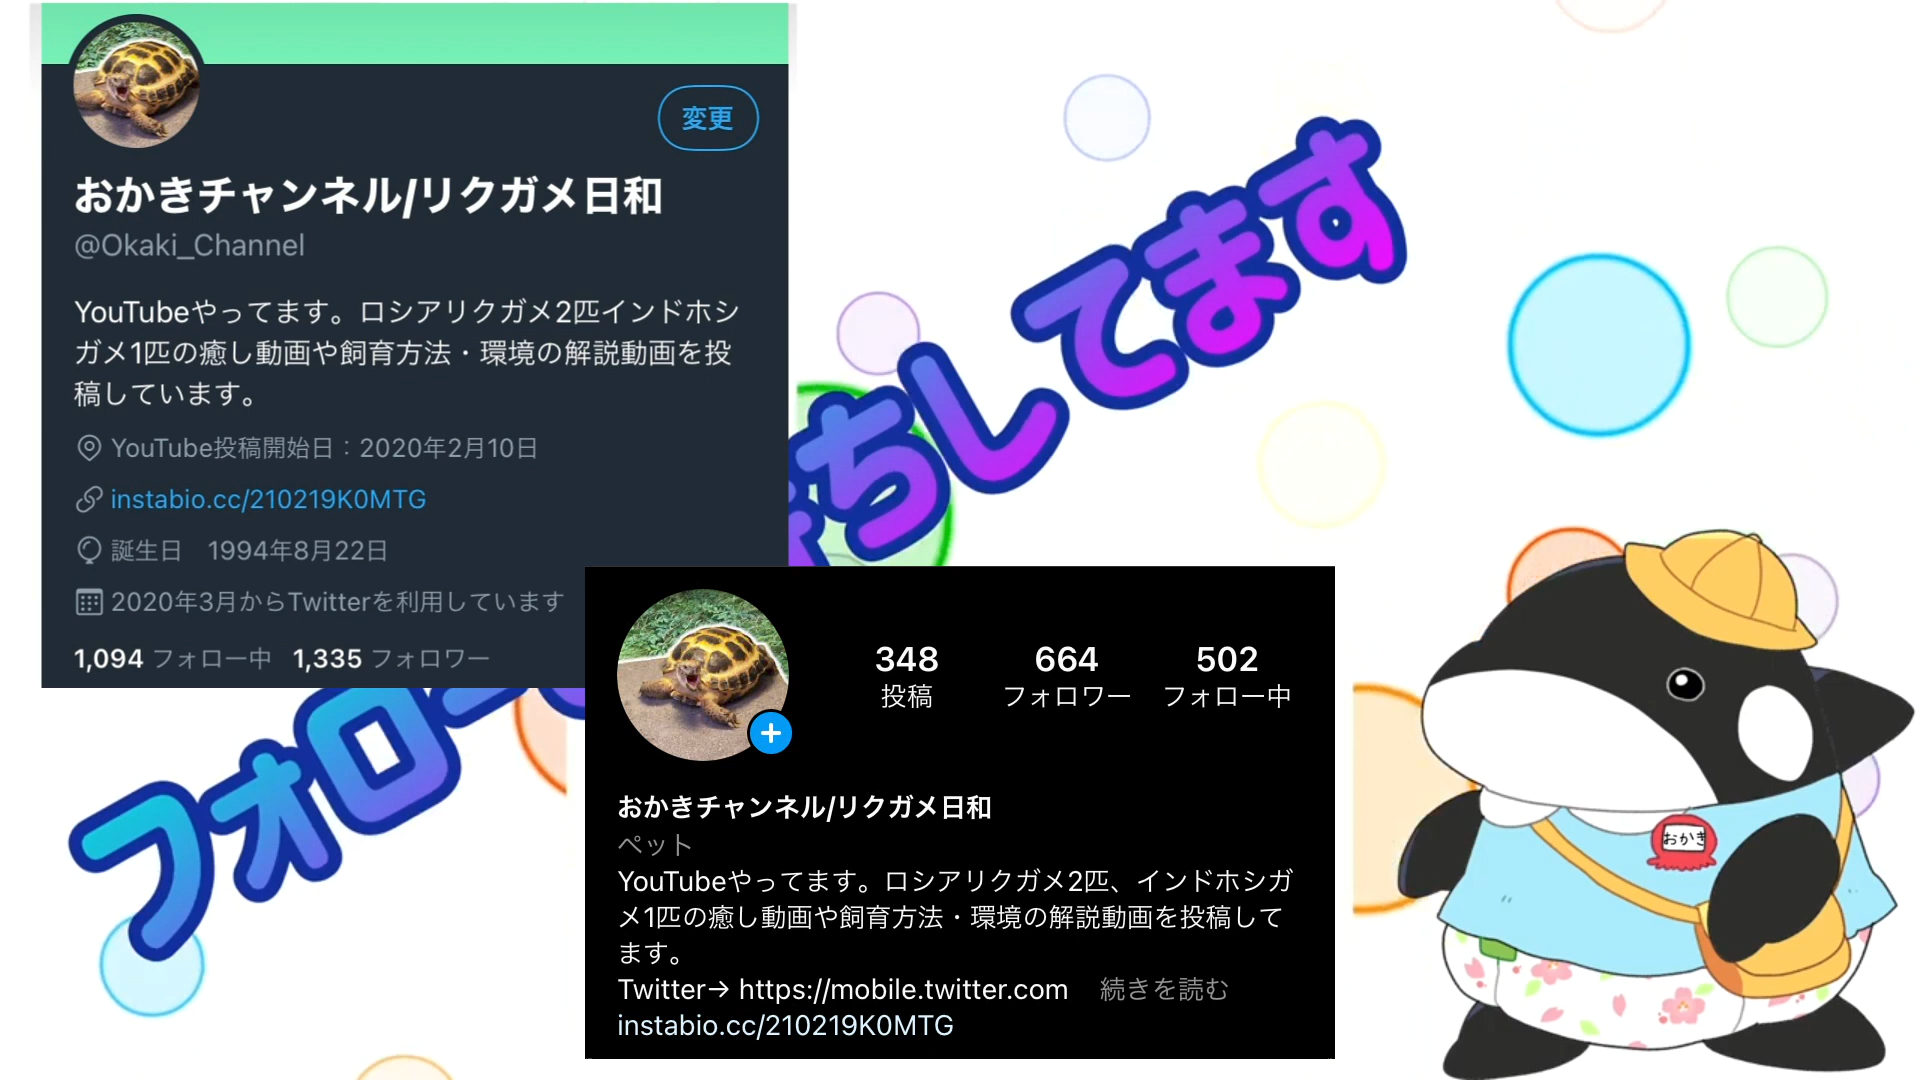 変更
おかきチャンネル/リクガメ日和
@Okaki_Channel
YouTubeやってます。ロシアリクガメ2匹インドホシ
ガメ1匹の癒し動画や飼育方法・環境の解説動画を投
稿しています。
YouTube投稿開始日：2020年2月10日
instabio.cc/210219K0MTG
誕生日　1994年8月22日
2020年3月からTwitterを利用しています
1,094 フォロー中 1,335 フォロワー
フォロー
ちしてます
348 664 502
投稿 フォロワー フォロー中
おかきチャンネル/リクガメ日和
ペット
YouTubeやってます。ロシアリクガメ2匹、インドホシガ
メ1匹の癒し動画や飼育方法・環境の解説動画を投稿して
ます。
Twitter→ https://mobile.twitter.com 続きを読む
instabio.cc/210219K0MTG
おかき